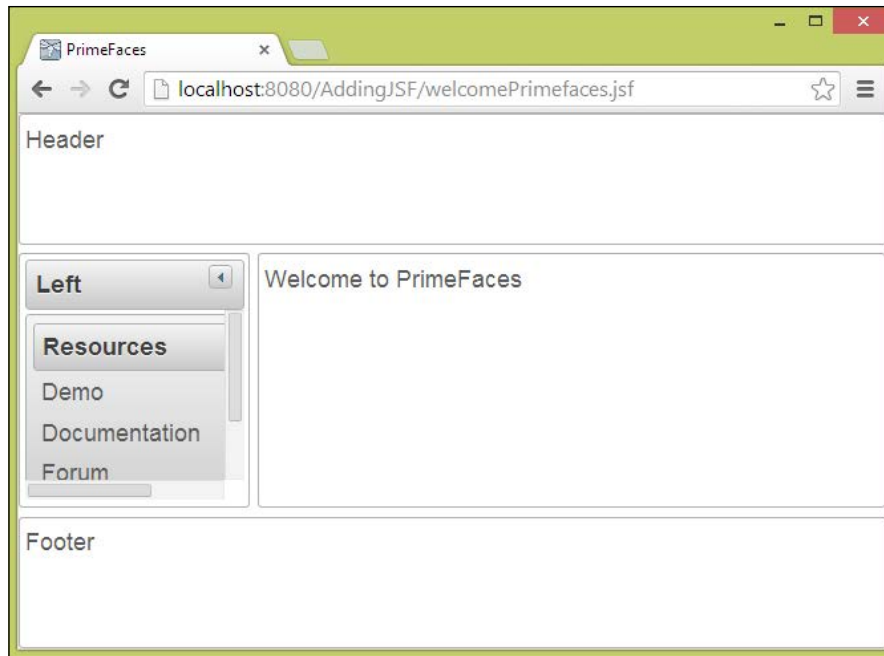 PrimeFaces
localhost:8080/AddingJSF/welcomePrimefaces.jsf
Header
Left
Welcome to PrimeFaces
Resources
Demo
Documentation
Forum
Footer